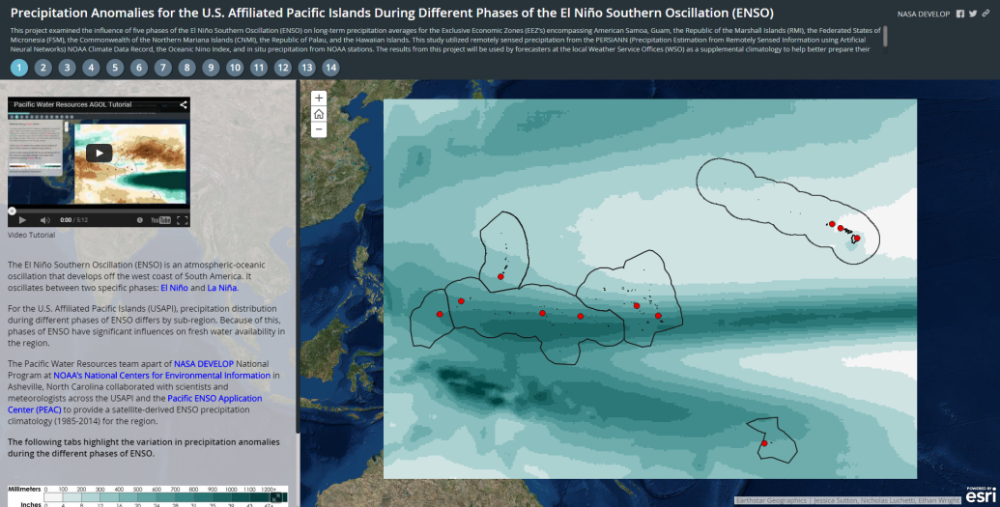 Precipitation Anomalies for the U.S. Affiliated Pacific Islands During Different Phases of the El Niño Southern Oscillation (ENSO)
NASA DEVELOP
This project examined the influence of five phases of the El Niño Southern Oscillation (ENSO) on long-term precipitation averages for the Exclusive Economic Zones (EEZ's) encompassing American Samoa, Guam, the Republic of the Marshall Islands (RMI), the Federated States of
Micronesia (FSM), the Commonwealth of the Northern Mariana Islands (CNMI), the Republic of Palau, and the Hawaiian Islands. This study utilized remotely sensed precipitation from the PERSIANN (Precipitation Estimation from Remotely Sensed Information using Artificial
Neural Networks) NOAA Climate Data Record, the Oceanic Nino Index, and in situ precipitation from NOAA stations. The results from this project will be used by forecasters at the local Weather Service Offices (WSO) as a supplemental climatology to help better prepare their
1 2 3 4 5 6 7 8 9 10 11 12 13 14
Pacific Water Resources AGOL Tutorial
0:00 / 5:12
YouTube
Video Tutorial
The El Niño Southern Oscillation (ENSO) is an atmospheric-oceanic
oscillation that develops off the west coast of South America. It
oscillates between two specific phases: El Niño and La Niña.
For the U.S. Affiliated Pacific Islands (USAPI), precipitation distribution
during different phases of ENSO differs by sub-region. Because of this,
phases of ENSO have significant influences on fresh water availability in
the region.
The Pacific Water Resources team apart of NASA DEVELOP National
Program at NOAA's National Centers for Environmental Information in
Asheville, North Carolina collaborated with scientists and
meteorologists across the USAPI and the Pacific ENSO Application
Center (PEAC) to provide a satellite-derived ENSO precipitation
climatology (1985-2014) for the region.
The following tabs highlight the variation in precipitation anomalies
during the different phases of ENSO.
Millimeters 0 100 200 300 400 500 600 700 800 900 1000 1100 1200+
Inches 0 4 8 12 16 20 24 28 31 35 39 43 47+
Earthstar Geographics | Jessica Sutton, Nicholas Luchetti, Ethan Wright
POWERED BY
esri